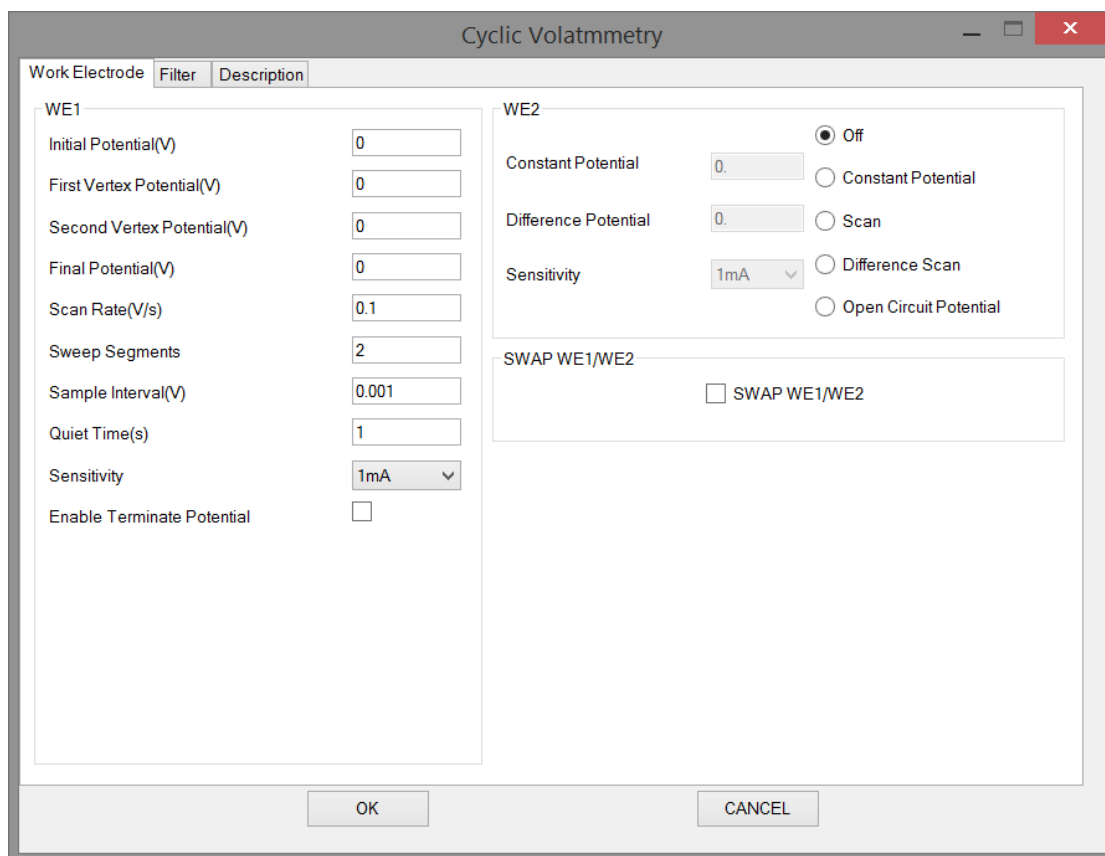 Cyclic Volatmmetry
Work Electrode Filter Description
WE1
Initial Potential(V) 0
First Vertex Potential(V) 0
Second Vertex Potential(V) 0
Final Potential(V) 0
Scan Rate(V/s) 0.1
Sweep Segments 2
Sample Interval(V) 0.001
Quiet Time(s) 1
Sensitivity 1mA
Enable Terminate Potential
WE2
Off
Constant Potential 0.
Constant Potential
Difference Potential 0.
Scan
Sensitivity 1mA
Difference Scan
Open Circuit Potential
SWAP WE1/WE2
SWAP WE1/WE2
OK CANCEL